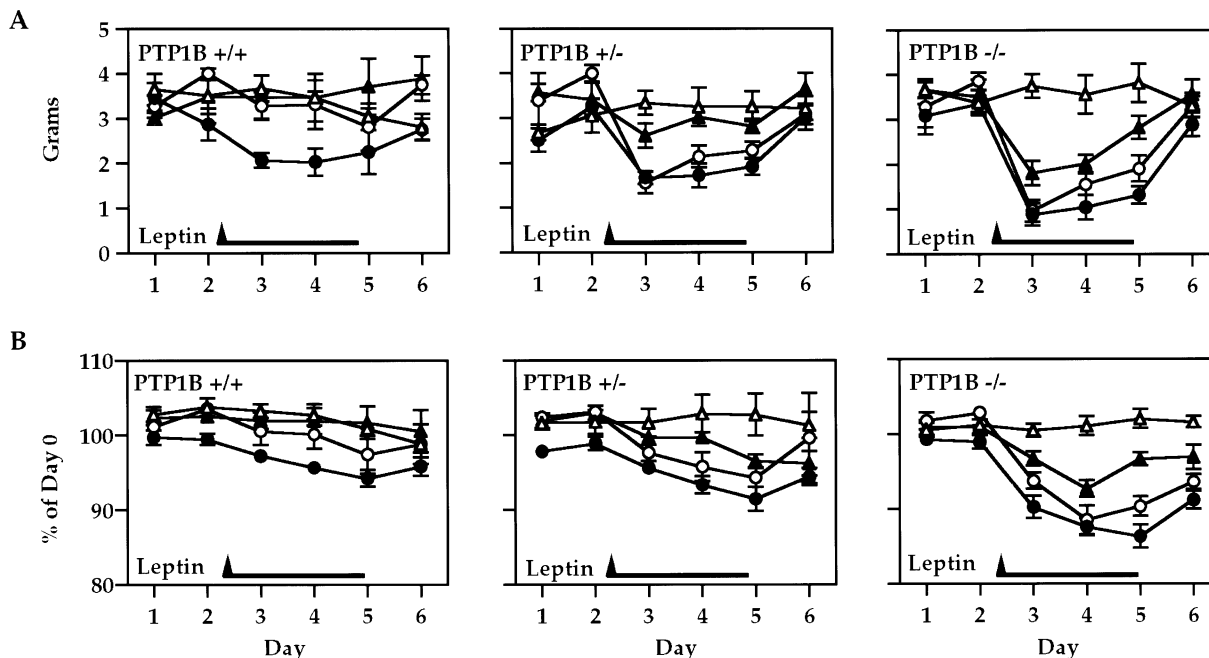 A
PTP1B +/+
PTP1B +/-
PTP1B -/-
Grams
5
4
3
2
1
0
Leptin
Leptin
Leptin
1 2 3 4 5 6
1 2 3 4 5 6
1 2 3 4 5 6
B
PTP1B +/+
PTP1B +/-
PTP1B -/-
% of Day 0
110
100
90
80
Leptin
Leptin
Leptin
1 2 3 4 5 6
1 2 3 4 5 6
1 2 3 4 5 6
Day
Day
Day